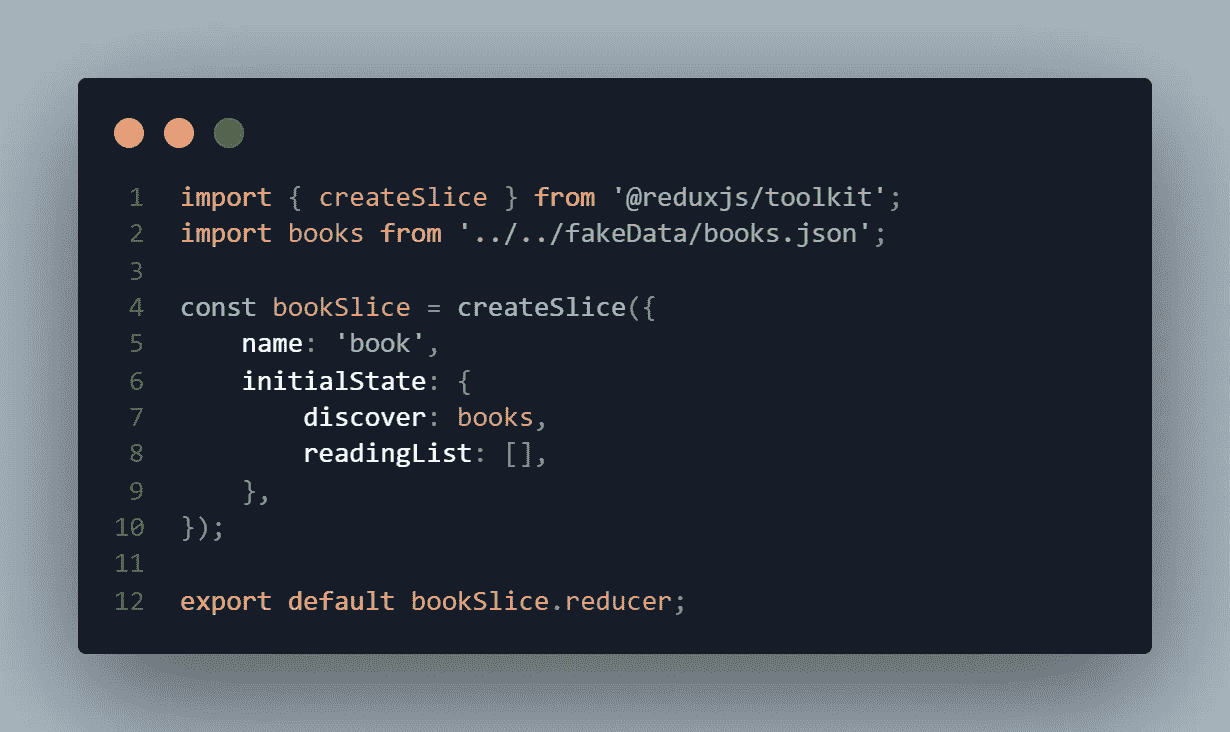 1 import { createSlice } from '@reduxjs/toolkit';
2 import books from '../../fakeData/books.json';
3
4 const bookSlice = createSlice({
5     name: 'book',
6     initialState: {
7         discover: books,
8         readingList: [],
9     },
10 });
11
12 export default bookSlice.reducer;